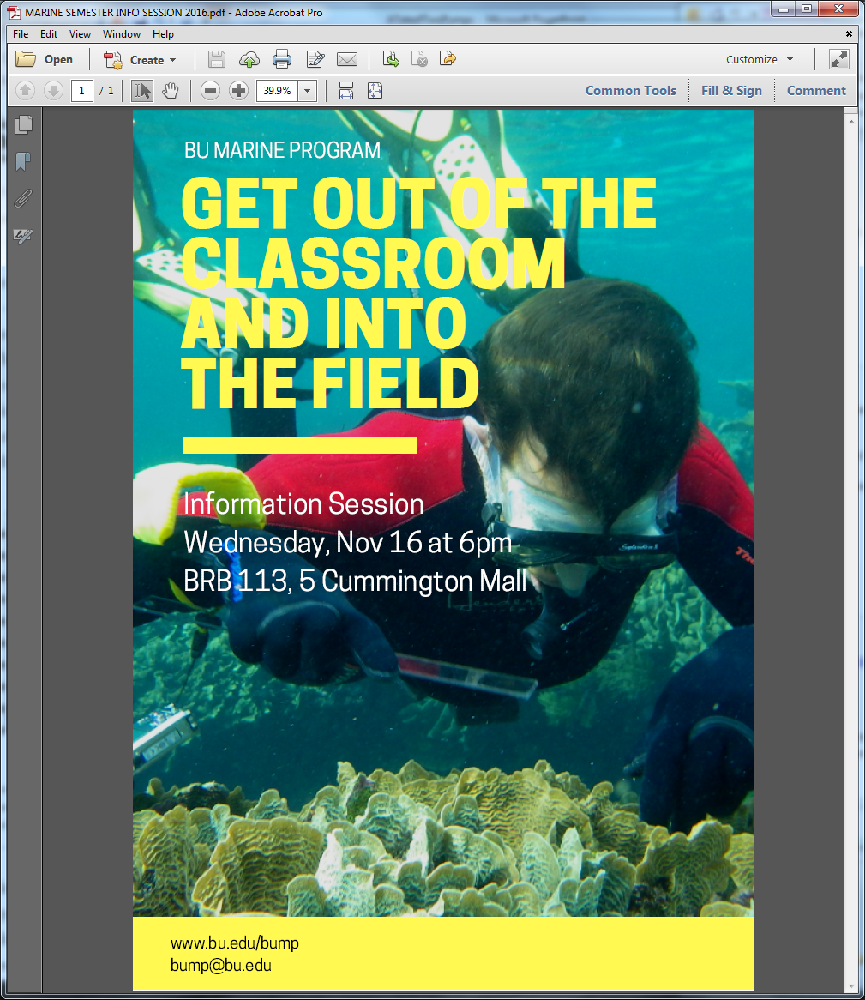 MARINE SEMESTER INFO SESSION 2016.pdf - Adobe Acrobat Pro
File Edit View Window Help
Open Create Customize
1 / 1 39.9% Common Tools Fill & Sign Comment
BU MARINE PROGRAM
GET OUT OF THE
CLASSROOM
AND INTO
THE FIELD
Information Session
Wednesday, Nov 16 at 6pm
BRB 113, 5 Cummington Mall
www.bu.edu/bump
bump@bu.edu